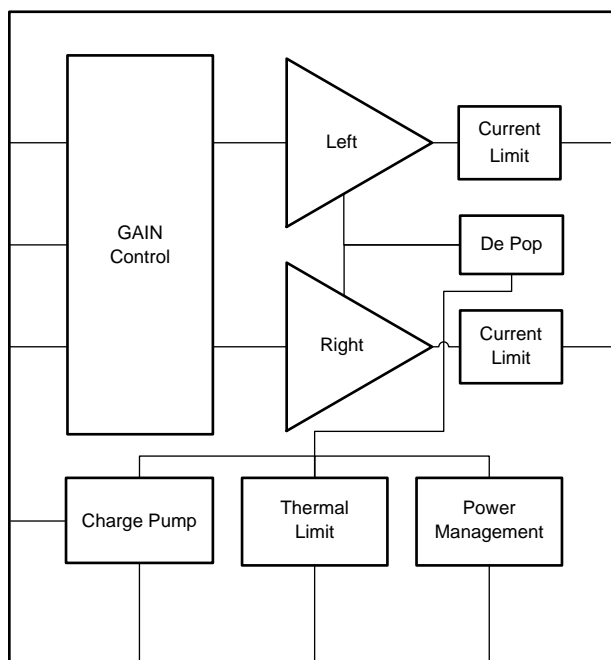 GAIN
Control
Left
Current
Limit
De Pop
Right
Current
Limit
Charge Pump
Thermal
Limit
Power
Management